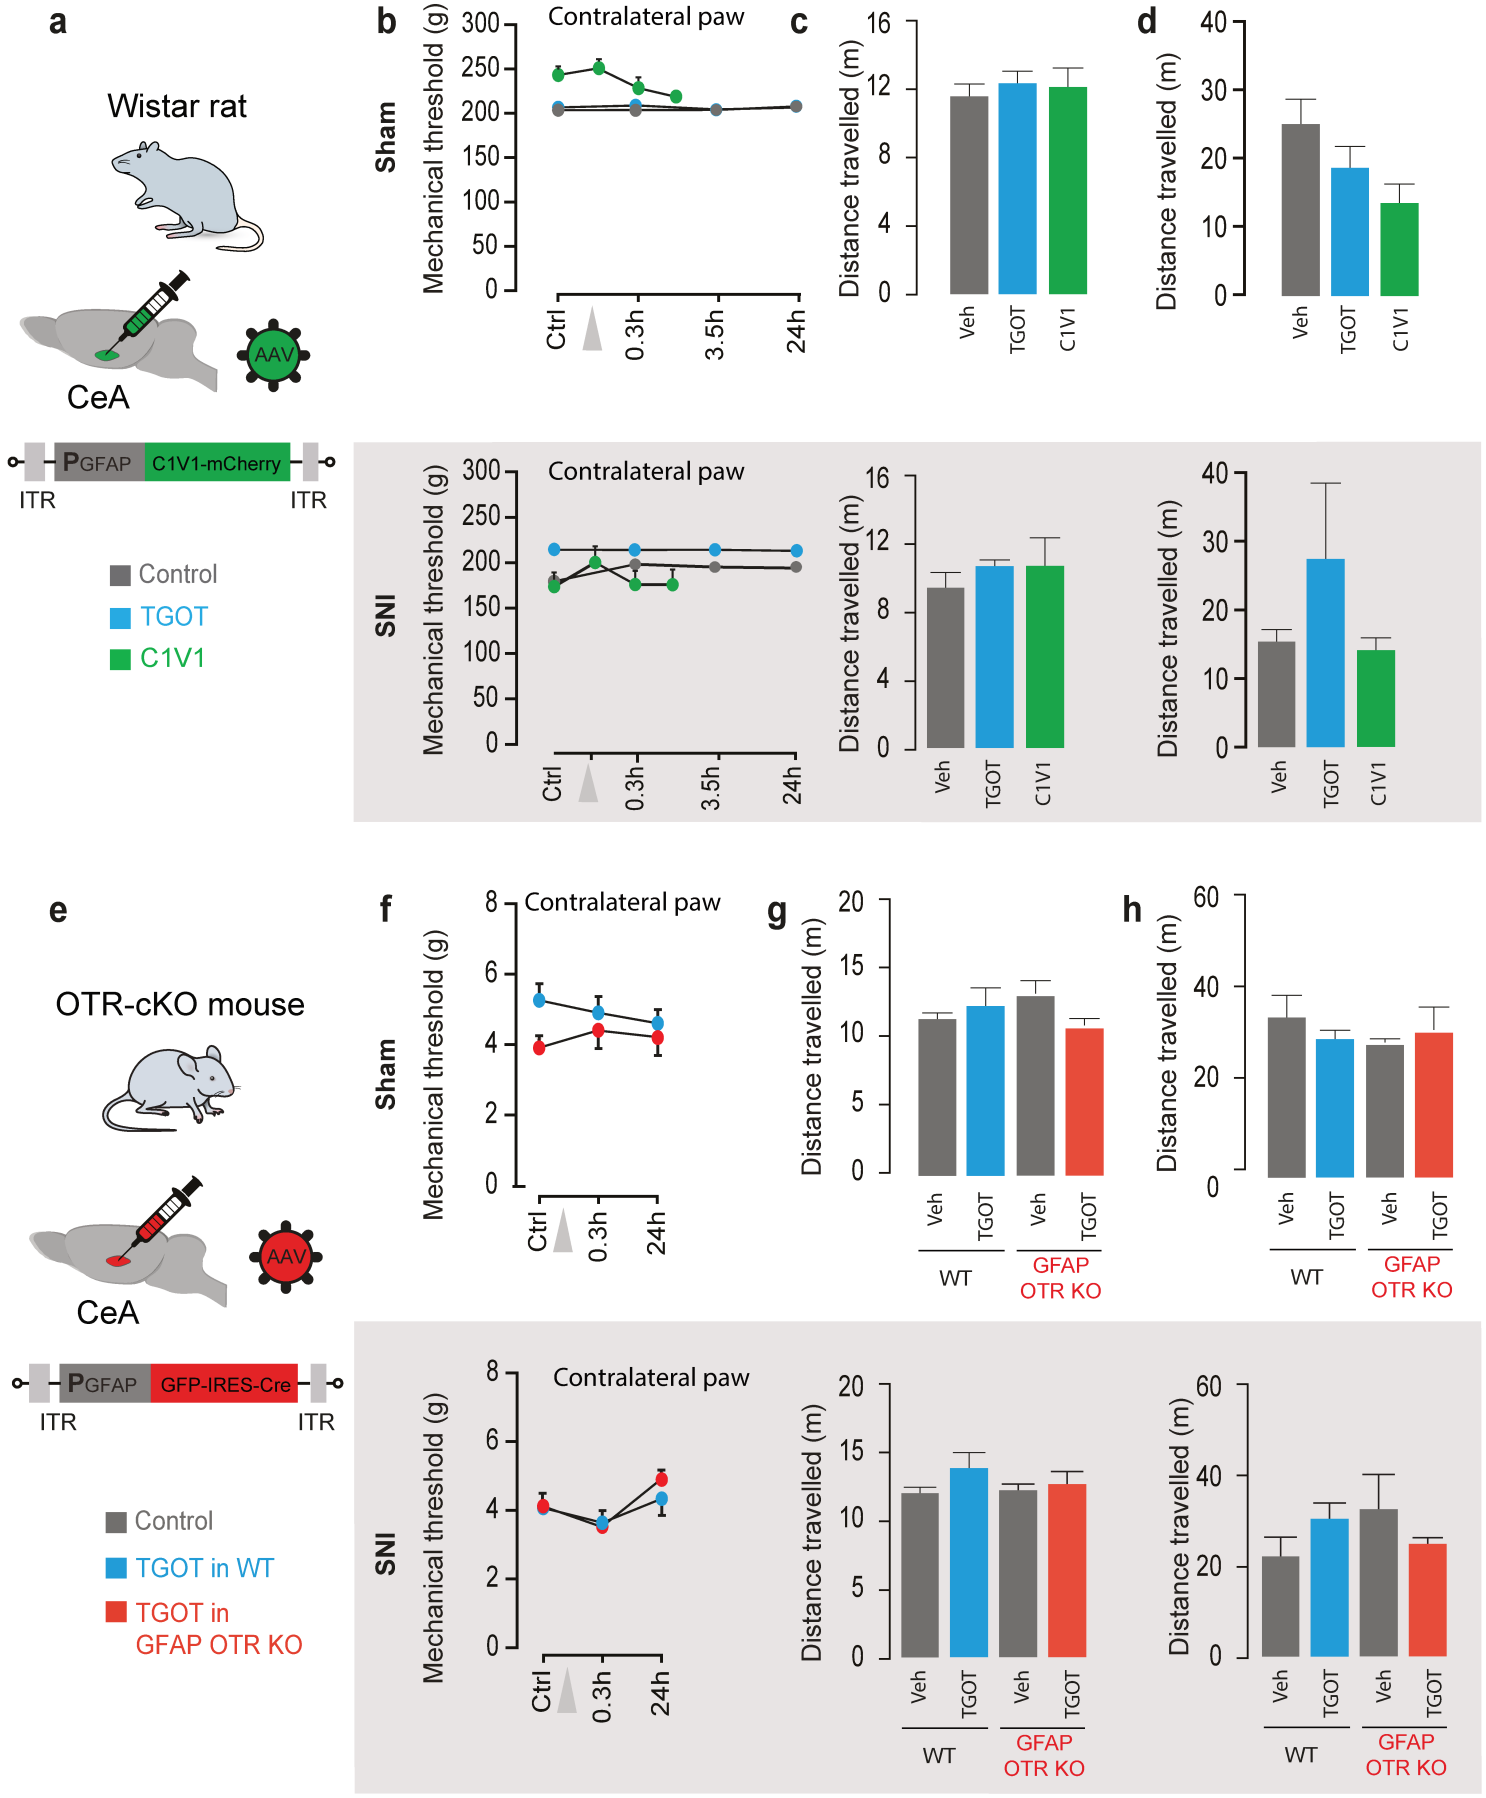 a
Wistar rat
AAV
CeA
PGFAP
C1V1-mCherry
ITR
ITR
Control
TGOT
C1V1
b
Sham
Contralateral paw
Mechanical threshold (g)
300
250
200
150
100
50
0
Ctrl
0.3h
3.5h
24h
c
Distance travelled (m)
16
12
8
4
0
Veh
TGOT
C1V1
d
Distance travelled (m)
40
30
20
10
0
Veh
TGOT
C1V1
SNI
Contralateral paw
Mechanical threshold (g)
300
250
200
150
100
50
0
Ctrl
0.3h
3.5h
24h
Distance travelled (m)
16
12
8
4
0
Veh
TGOT
C1V1
Distance travelled (m)
40
30
20
10
0
Veh
TGOT
C1V1
e
OTR-cKO mouse
AAV
CeA
PGFAP
GFP-IRES-Cre
ITR
ITR
Control
TGOT in WT
TGOT in
GFAP OTR KO
f
Sham
Contralateral paw
Mechanical threshold (g)
8
6
4
2
0
Ctrl
0.3h
24h
g
Distance travelled (m)
20
15
10
5
0
Veh
TGOT
Veh
TGOT
WT
GFAP
OTR KO
h
Distance travelled (m)
60
40
20
0
Veh
TGOT
Veh
TGOT
WT
GFAP
OTR KO
SNI
Contralateral paw
Mechanical threshold (g)
8
6
4
2
0
Ctrl
0.3h
24h
Distance travelled (m)
20
15
10
5
0
Veh
TGOT
Veh
TGOT
WT
GFAP
OTR KO
Distance travelled (m)
60
40
20
0
Veh
TGOT
Veh
TGOT
WT
GFAP
OTR KO